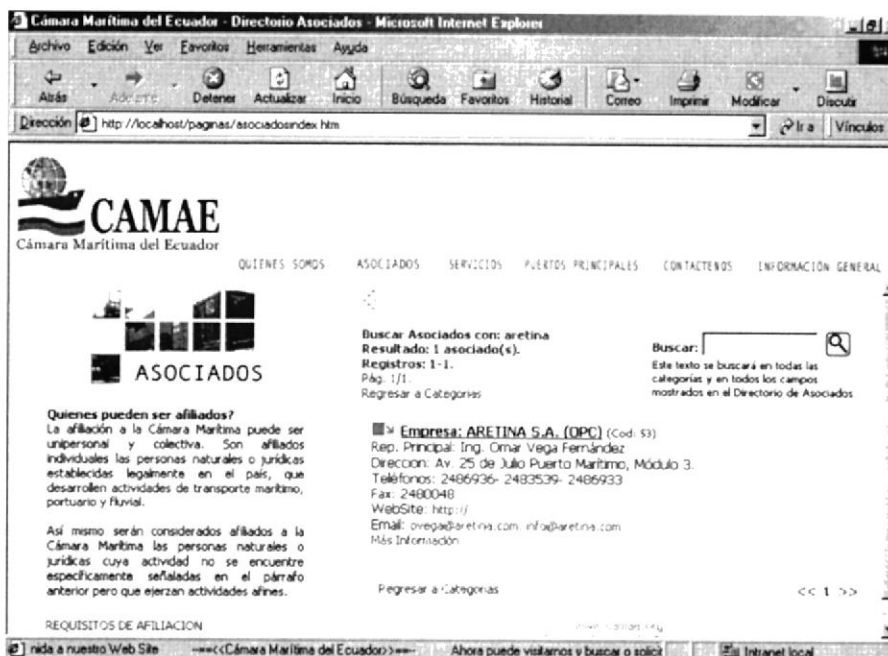 Cámara Marítima del Ecuador - Directorio Asociados - Microsoft Internet Explorer
Archivo Edición Ver Favoritos Herramientas Ayuda
Atrás Adelante Detener Actualizar Inicio Búsqueda Favoritos Historial Correo Imprimir Modificar Discutir
Dirección http://localhost/paginas/asociadosindex.htm Ir a Vínculos
CAMAE
Cámara Marítima del Ecuador
QUIENES SOMOS ASOCIADOS SERVICIOS PUERTOS PRINCIPALES CONTACTENOS INFORMACIÓN GENERAL
ASOCIADOS
Quienes pueden ser afiliados?
La afiliación a la Cámara Marítima puede ser
unipersonal y colectiva. Son afiliados
individuales las personas naturales o jurídicas
establecidas legalmente en el país, que
desarrollen actividades de transporte marítimo,
portuario y fluvial.
Así mismo serán considerados afiliados a la
Cámara Marítima las personas naturales o
jurídicas cuya actividad no se encuentre
específicamente señaladas en el párrafo
anterior pero que ejerzan actividades afines.
REQUISITOS DE AFILIACION
Buscar Asociados con: aretina
Resultado: 1 asociado(s).
Registros: 1-1.
Pág. 1/1.
Regresar a Categorias
Buscar:
Este texto se buscará en todas las
categorías y en todos los campos
mostrados en el Directorio de Asociados
Empresa: ARETINA S.A. (OPC) (Cod: 53)
Rep. Principal: Ing. Omar Vega Fernández
Direccion: Av. 25 de Julio Puerto Marítimo, Módulo 3.
Teléfonos: 2486936- 2483539- 2486933
Fax: 2480048
WebSite: http://
Email: ovega@aretina.com, info@aretina.com
Más Información
Regresar a Categorias << 1 >>
nida a nuestro Web Site --==<<Cámara Marítima del Ecuador>>==-- Ahora puede visitarnos y buscar o solicit Intranet local